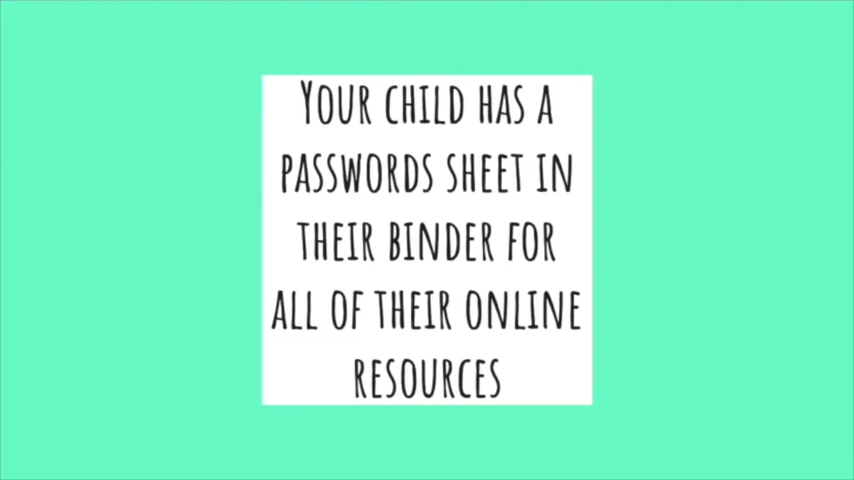 Your child has a
passwords sheet in
their binder for
all of their online
resources